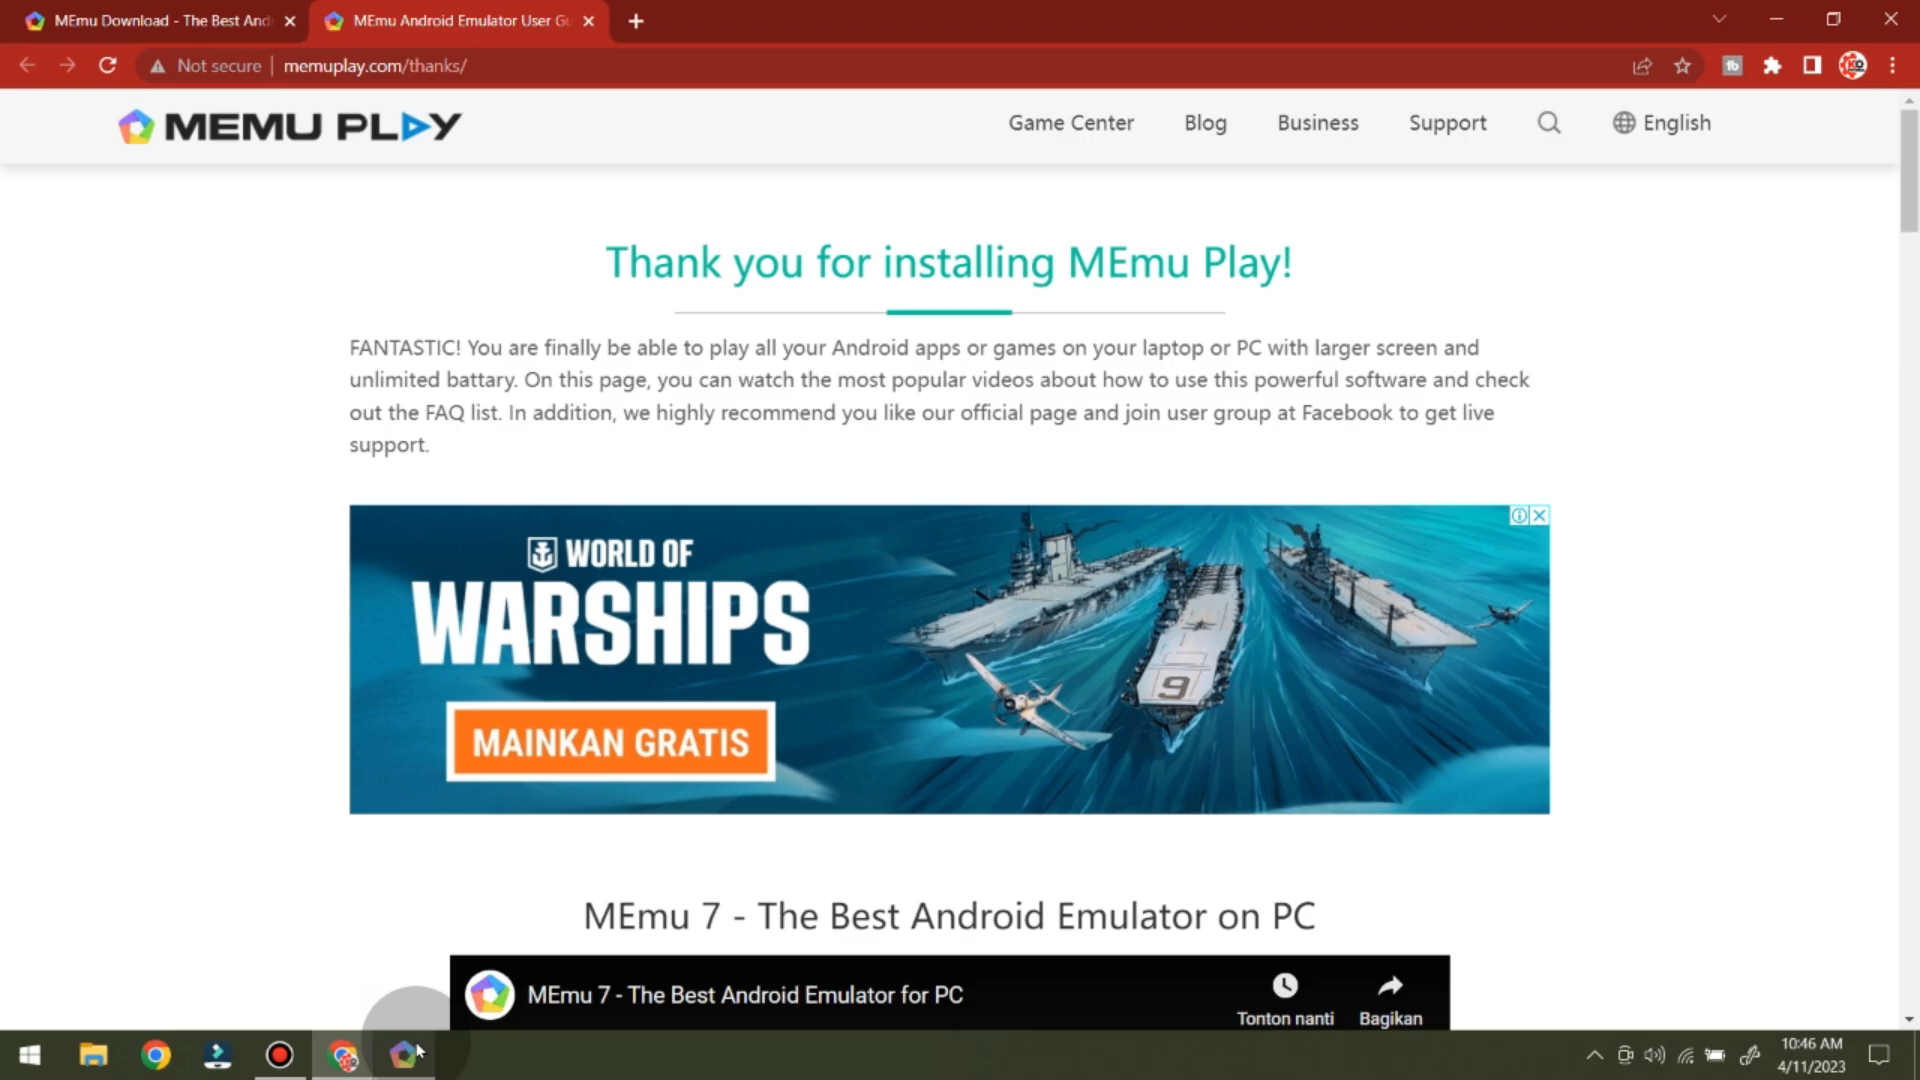 MEmu Download - The Best And
MEmu Android Emulator User Gu
Not secure | memuplay.com/thanks/
MEMU PLAY
Game Center
Blog
Business
Support
English
Thank you for installing MEmu Play!
FANTASTIC! You are finally be able to play all your Android apps or games on your laptop or PC with larger screen and
unlimited battary. On this page, you can watch the most popular videos about how to use this powerful software and check
out the FAQ list. In addition, we highly recommend you like our official page and join user group at Facebook to get live
support.
WORLD OF
WARSHIPS
MAINKAN GRATIS
9
MEmu 7 - The Best Android Emulator on PC
MEmu 7 - The Best Android Emulator for PC
Tonton nanti
Bagikan
10:46 AM
4/11/2023